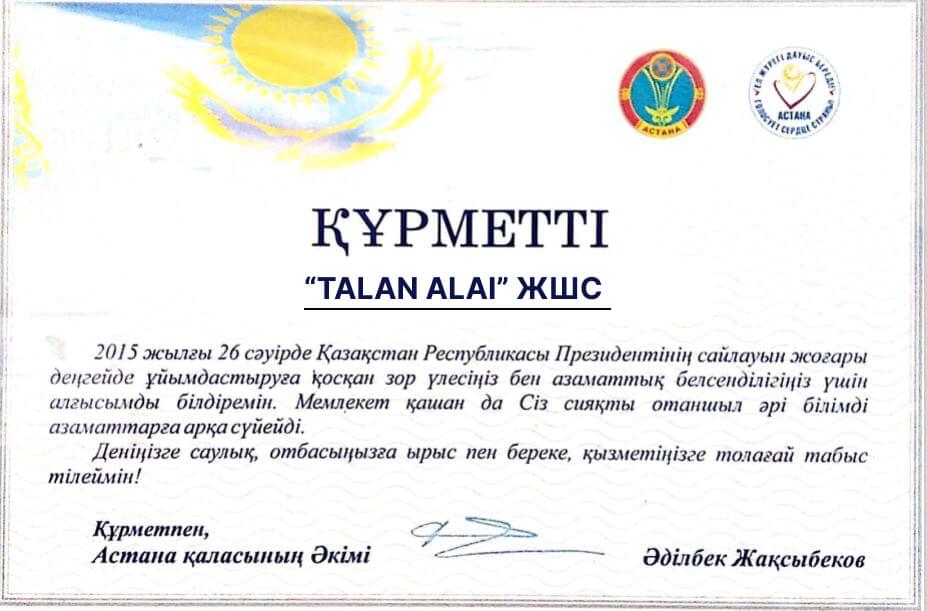 АСТАНА
ЕЛ ЖҮРЕГІ ДАУЫС БЕРЕДІ!
АСТАНА
ГОЛОСУЕТ СЕРДЦЕ СТРАНЫ!
ҚҰРМЕТТІ
“TALAN ALAI” ЖШС
2015 жылғы 26 сәуірде Қазақстан Республикасы Президентінің сайлауын жоғары
деңгейде ұйымдастыруға қосқан зор үлесіңіз бен азаматтық белсенділігіңіз үшін
алғысымды білдіремін. Мемлекет қашан да Сіз сияқты отаншыл әрі білімді
азаматтарға арқа сүйейді.
Деніңізге саулық, отбасыңызға ырыс пен береке, қызметіңізге толағай табыс
тілеймін!
Құрметпен,
Астана қаласының Әкімі
Әділбек Жақсыбеков